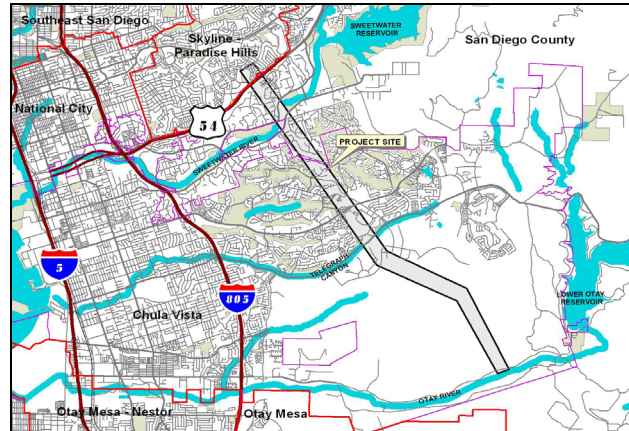 Southeast San Diego
Skyline -
Paradise Hills
SWEETWATER
RESERVOIR
San Diego County
National City
54
PROJECT SITE
SWEETWATER RIVER
5
TELEGRAPH
CANYON
805
LOWER OTAY
RESERVOIR
Chula Vista
OTAY RIVER
Otay Mesa - Nestor
Otay Mesa